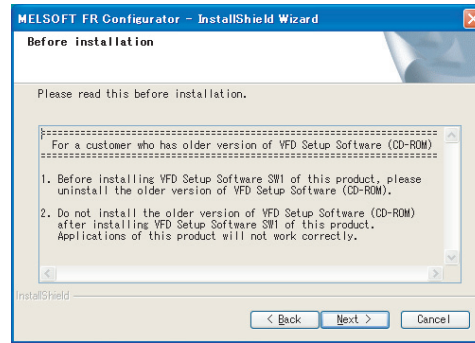 MELSOFT FR Configurator - InstallShield Wizard
Before installation
Please read this before installation.
==================================================
For a customer who has older version of VFD Setup Software (CD-ROM)
==================================================
1. Before installing VFD Setup Software SW1 of this product, please
uninstall the older version of VFD Setup Software (CD-ROM).
2. Do not install the older version of VFD Setup Software (CD-ROM)
after installing VFD Setup Software SW1 of this product.
Applications of this product will not work correctly.
InstallShield
< Back Next > Cancel